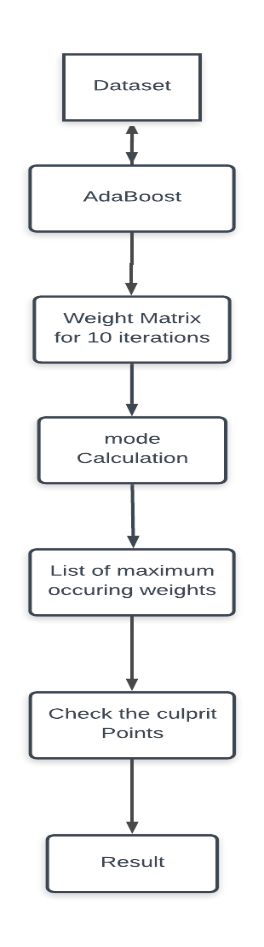 Dataset
AdaBoost
Weight Matrix
for 10 iterations
mode
Calculation
List of maximum
occuring weights
Check the culprit
Points
Result